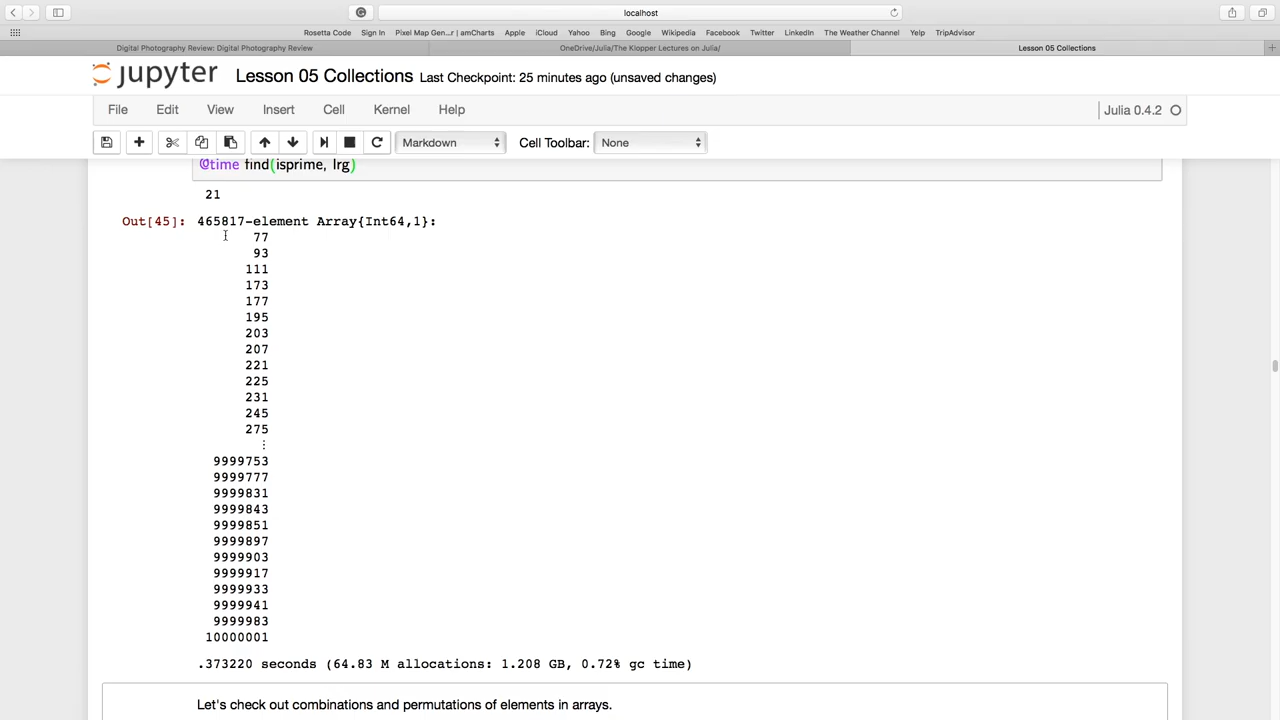 localhost
Rosetta Code Sign In Pixel Map Gen...r | amCharts Apple iCloud Yahoo Bing Google Wikipedia Facebook Twitter LinkedIn The Weather Channel Yelp TripAdvisor
Digital Photography Review: Digital Photography Review OneDrive/Julia/The Klopper Lectures on Julia/ Lesson 05 Collections +
jupyter Lesson 05 Collections Last Checkpoint: 25 minutes ago (unsaved changes)
File Edit View Insert Cell Kernel Help Julia 0.4.2
Markdown Cell Toolbar: None
@time find(isprime, lrg)
21
Out[45]: 465817-element Array{Int64,1}:
77
93
111
173
177
195
203
207
221
225
231
245
275
⋮
9999753
9999777
9999831
9999843
9999851
9999897
9999903
9999917
9999933
9999941
9999983
10000001
.373220 seconds (64.83 M allocations: 1.208 GB, 0.72% gc time)
Let's check out combinations and permutations of elements in arrays.